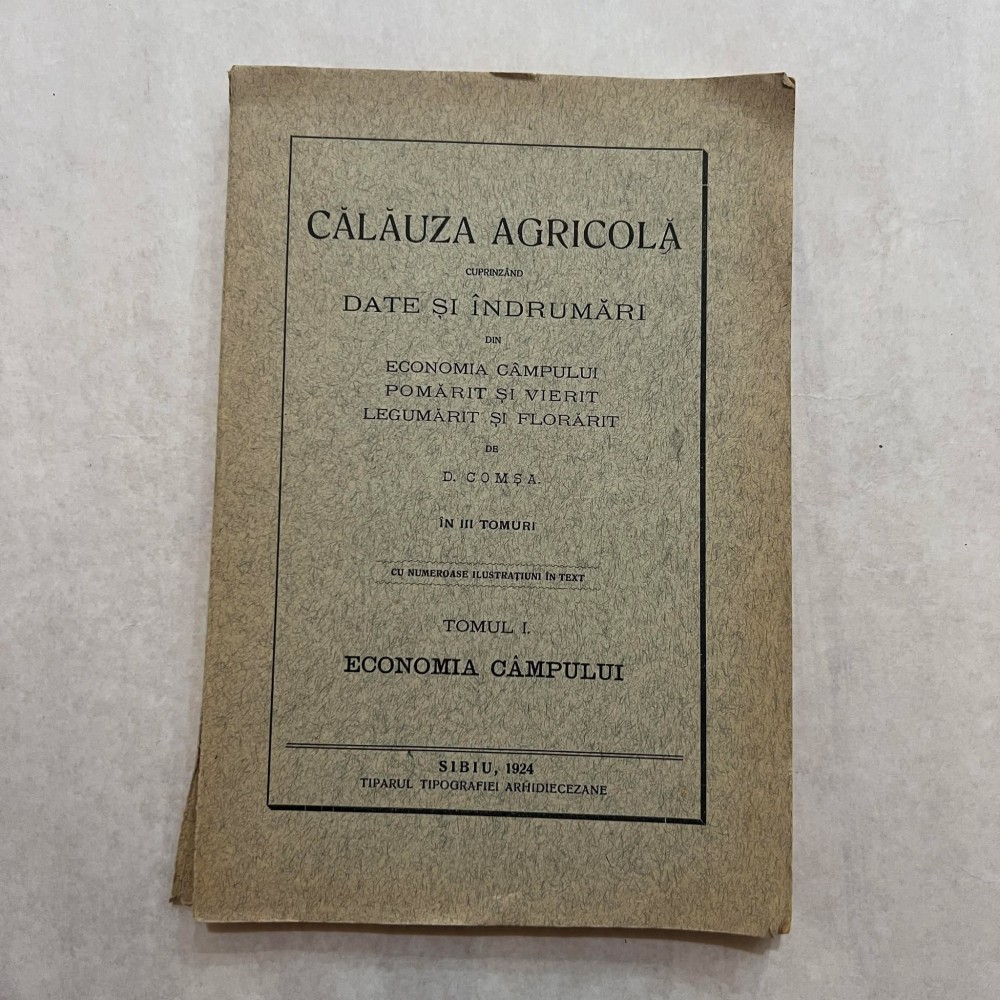 CĂLĂUZA AGRICOLĂ
CUPRINZÂND
DATE ȘI ÎNDRUMĂRI
DIN
ECONOMIA CÂMPULUI
POMĂRIT ȘI VIERIT
LEGUMĂRIT ȘI FLORĂRIT
DE
D. COMȘA.
ÎN III TOMURI
CU NUMEROASE ILUSTRAȚIUNI ÎN TEXT
TOMUL I.
ECONOMIA CÂMPULUI
SIBIU, 1924
TIPARUL TIPOGRAFIEI ARHIDIECEZANE